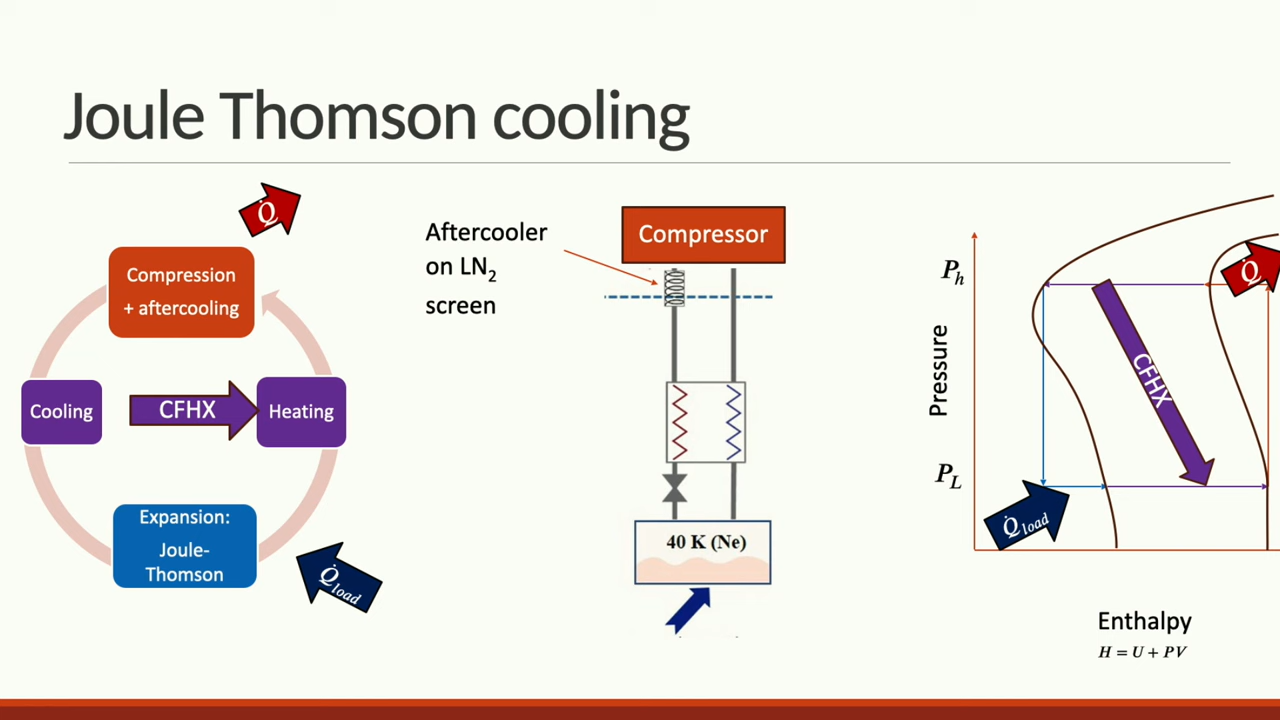 Joule Thomson cooling
Q̇
Compression
+ aftercooling
Cooling
CFHX
Heating
Expansion:
Joule-
Thomson
Q̇load
Aftercooler
on LN2
screen
Compressor
40 K (Ne)
Ph
Pressure
PL
CFHX
Q̇
Q̇load
Enthalpy
H = U + PV